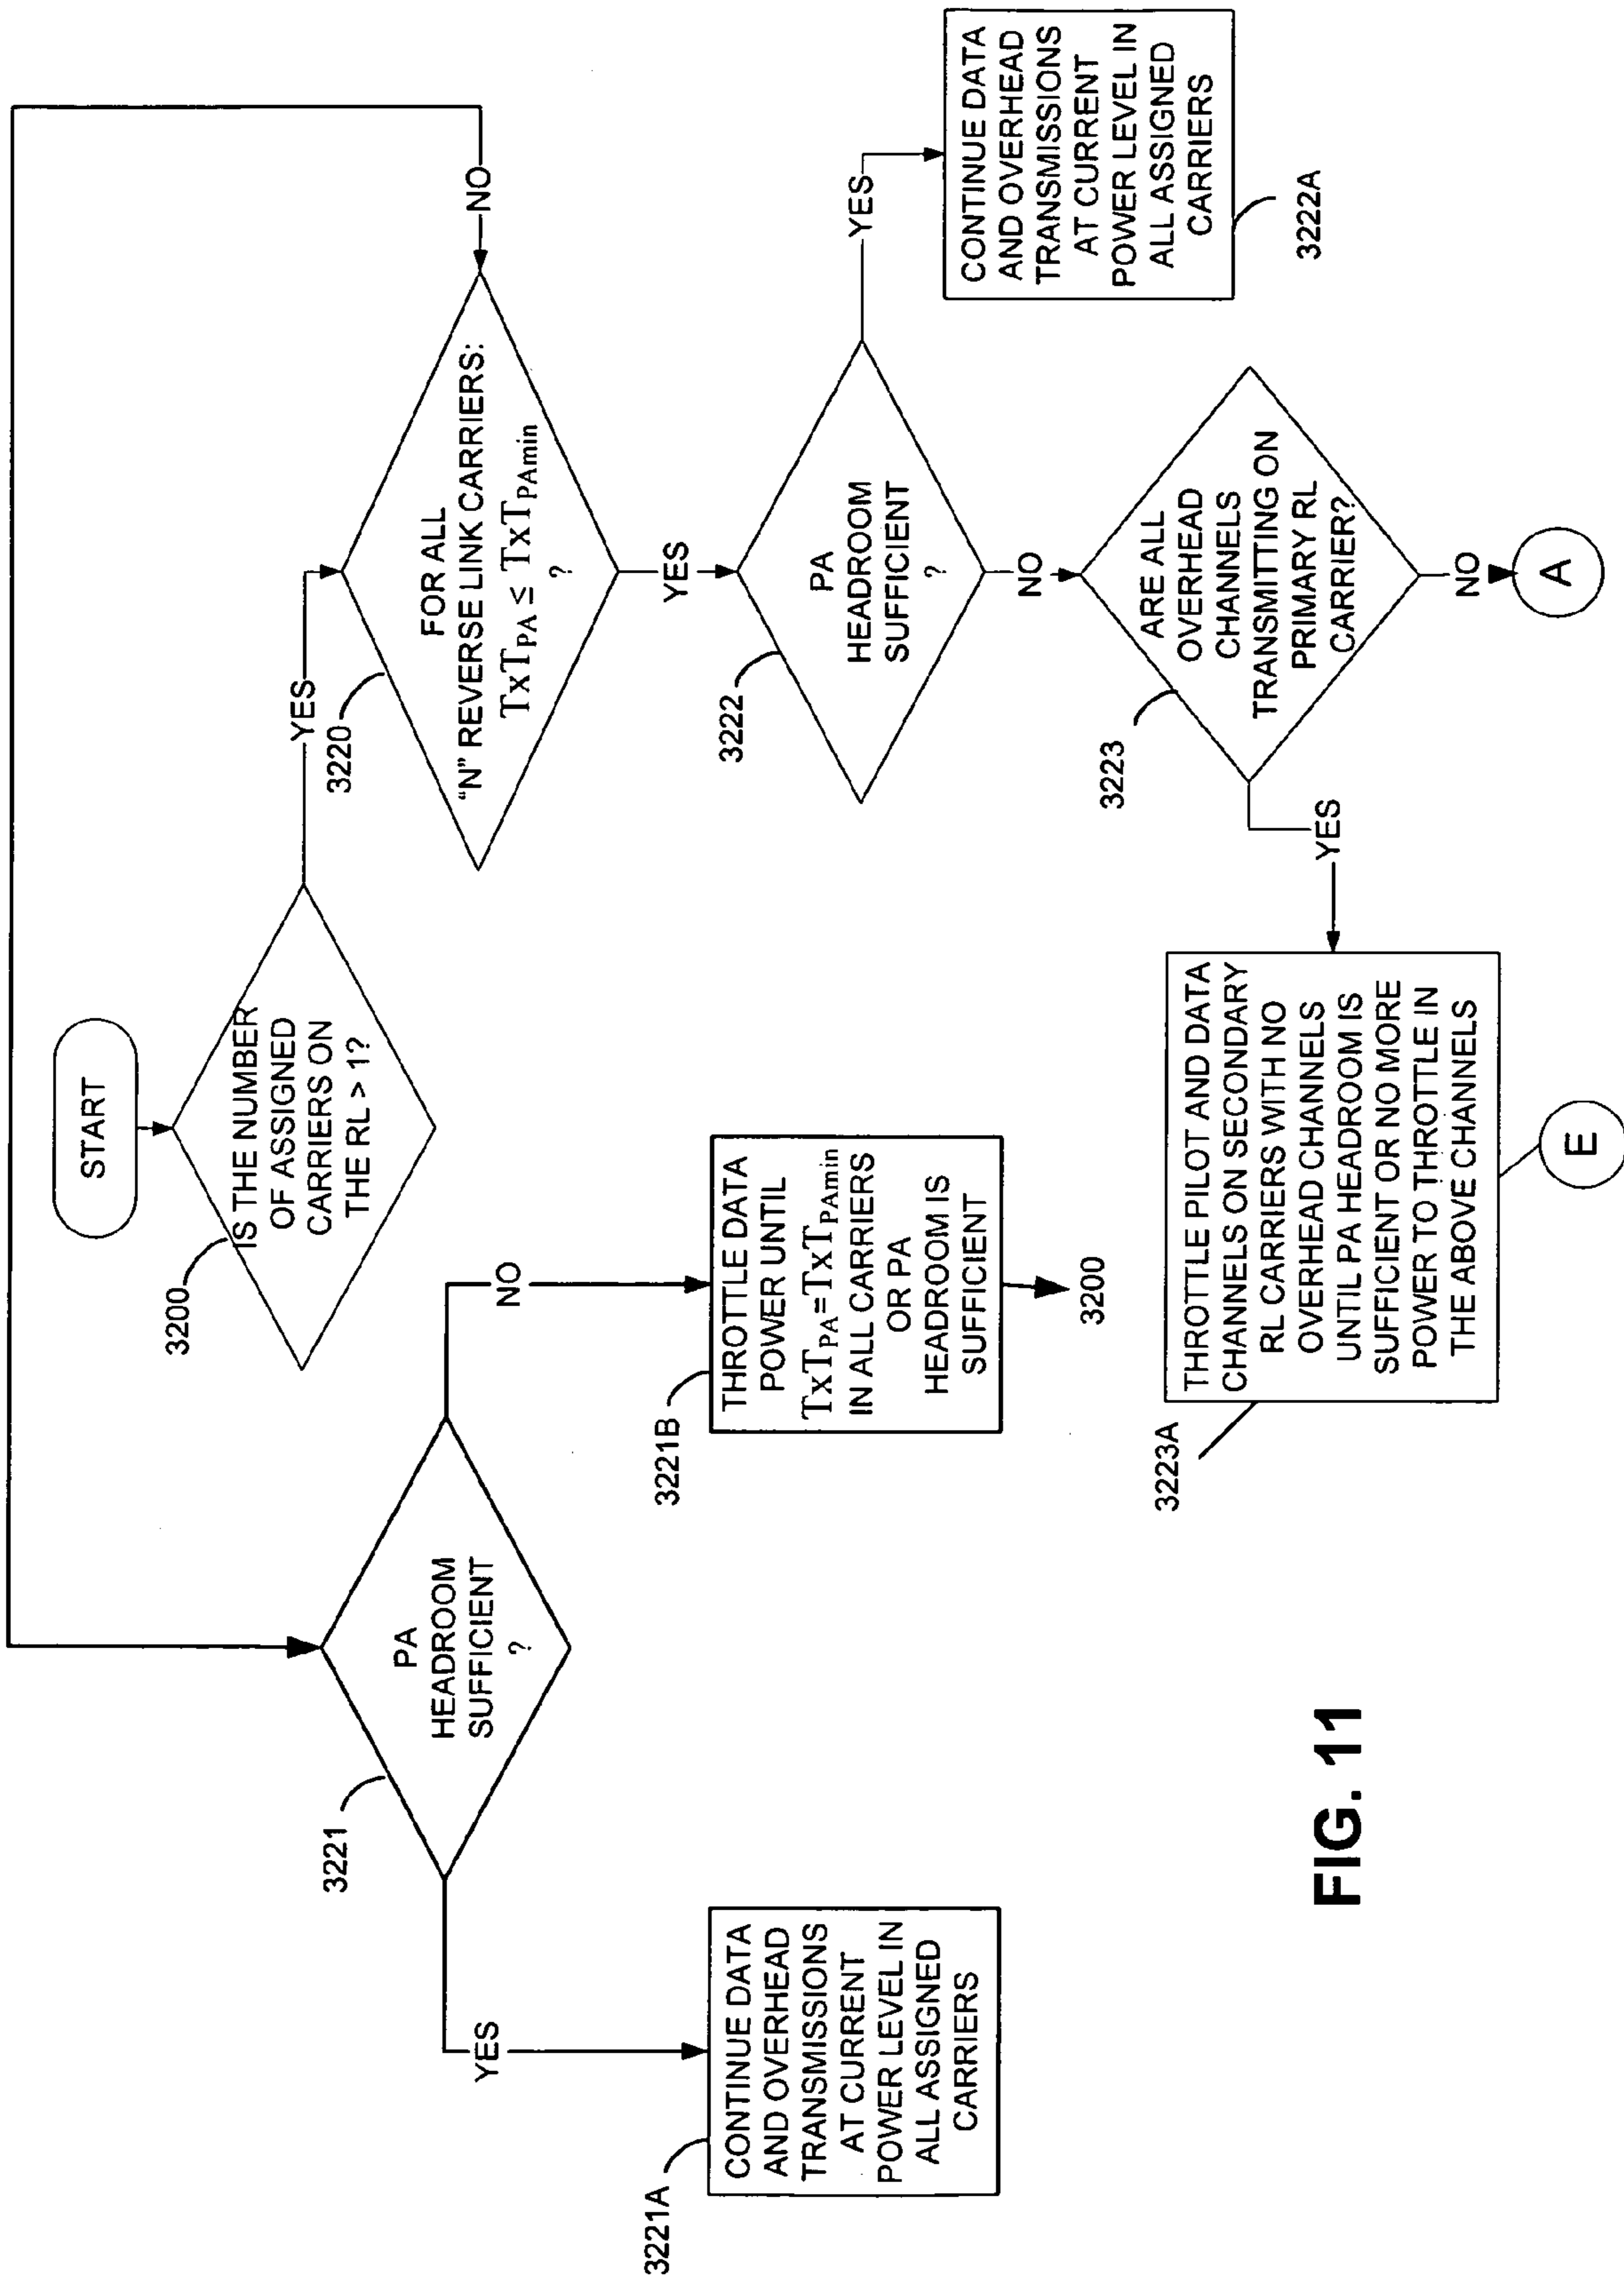 START
3200
IS THE NUMBER
OF ASSIGNED
CARRIERS ON
THE RL > 1?
YES
3220
FOR ALL
"N" REVERSE LINK CARRIERS:
TxTPA ≤ TxTPAmin
?
NO
YES
3221
PA
HEADROOM
SUFFICIENT
?
YES
NO
3221A
CONTINUE DATA
AND OVERHEAD
TRANSMISSIONS
AT CURRENT
POWER LEVEL IN
ALL ASSIGNED
CARRIERS
3221B
THROTTLE DATA
POWER UNTIL
TxTPA=TxTPAmin
IN ALL CARRIERS
OR PA
HEADROOM IS
SUFFICIENT
3200
3222
PA
HEADROOM
SUFFICIENT
?
YES
NO
CONTINUE DATA
AND OVERHEAD
TRANSMISSIONS
AT CURRENT
POWER LEVEL IN
ALL ASSIGNED
CARRIERS
3222A
3223
ARE ALL
OVERHEAD
CHANNELS
TRANSMITTING ON
PRIMARY RL
CARRIER?
YES
NO
A
3223A
THROTTLE PILOT AND DATA
CHANNELS ON SECONDARY
RL CARRIERS WITH NO
OVERHEAD CHANNELS
UNTIL PA HEADROOM IS
SUFFICIENT OR NO MORE
POWER TO THROTTLE IN
THE ABOVE CHANNELS
E
FIG. 11